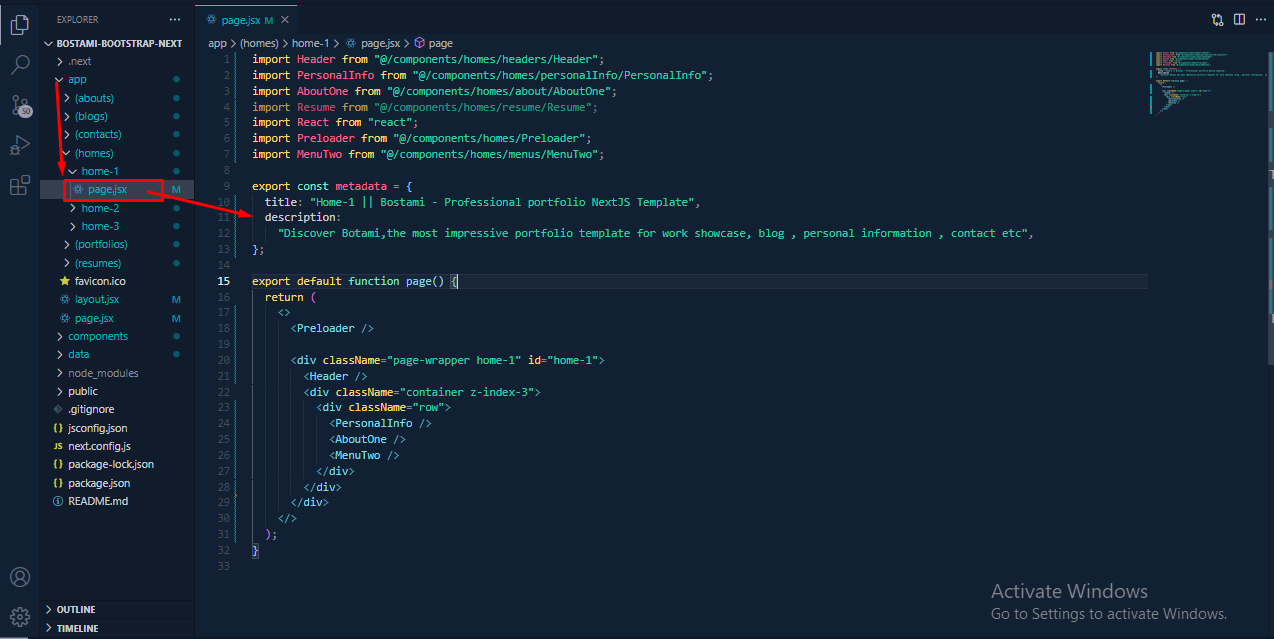 EXPLORER
BOSTAMI-BOOTSTRAP-NEXT
.next
app
(abouts)
(blogs)
(contacts)
(homes)
home-1
page.jsx M
home-2
home-3
(portfolios)
(resumes)
favicon.ico
layout.jsx M
page.jsx M
components
data
node_modules
public
.gitignore
{} jsconfig.json
JS next.config.js
{} package-lock.json
{} package.json
README.md
OUTLINE
TIMELINE
50
page.jsx M
app > (homes) > home-1 > page.jsx > page
1 import Header from "@/components/homes/headers/Header";
2 import PersonalInfo from "@/components/homes/personalInfo/PersonalInfo";
3 import AboutOne from "@/components/homes/about/AboutOne";
4 import Resume from "@/components/homes/resume/Resume";
5 import React from "react";
6 import Preloader from "@/components/homes/Preloader";
7 import MenuTwo from "@/components/homes/menus/MenuTwo";
8
9 export const metadata = {
10 title: "Home-1 || Bostami - Professional portfolio NextJS Template",
11 description:
12 "Discover Botami,the most impressive portfolio template for work showcase, blog , personal information , contact etc",
13 };
14
15 export default function page() {
16 return (
17 <>
18 <Preloader />
19
20 <div className="page-wrapper home-1" id="home-1">
21 <Header />
22 <div className="container z-index-3">
23 <div className="row">
24 <PersonalInfo />
25 <AboutOne />
26 <MenuTwo />
27 </div>
28 </div>
29 </div>
30 </>
31 );
32 }
33
Activate Windows
Go to Settings to activate Windows.